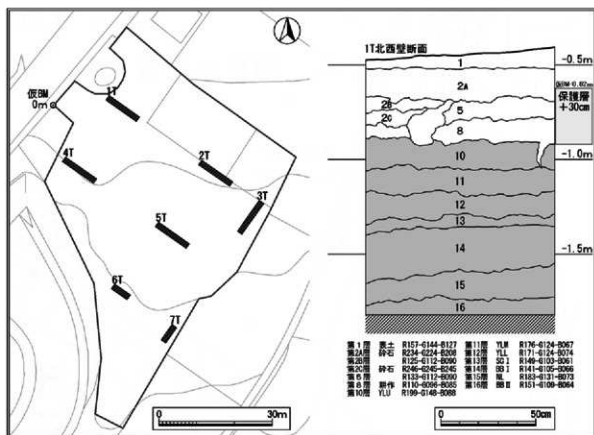 仮BM
0m
1T
2T
3T
4T
5T
6T
7T
0 30m
1T北西壁断面
1
2A
2B
2C
5
8
10
11
12
13
14
15
16
-0.5m
仮BM-0.62m
保護層
+30cm
-1.0m
-1.5m
第1層 表土 R157-G144-B127
第2A層 砕石 R234-G224-B208
第2B層 R125-G112-B090
第2C層 砕石 R246-G245-B245
第5層 R133-G112-B090
第8層 耕作 R110-G096-B085
第10層 YLU R199-G148-B088
第11層 YLM R176-G124-B067
第12層 YLL R171-G124-B074
第13層 SCI R149-G103-B061
第14層 BBⅠ R141-G105-B066
第15層 NL R183-G131-B073
第16層 BBⅡ R151-G109-B064
0 50cm